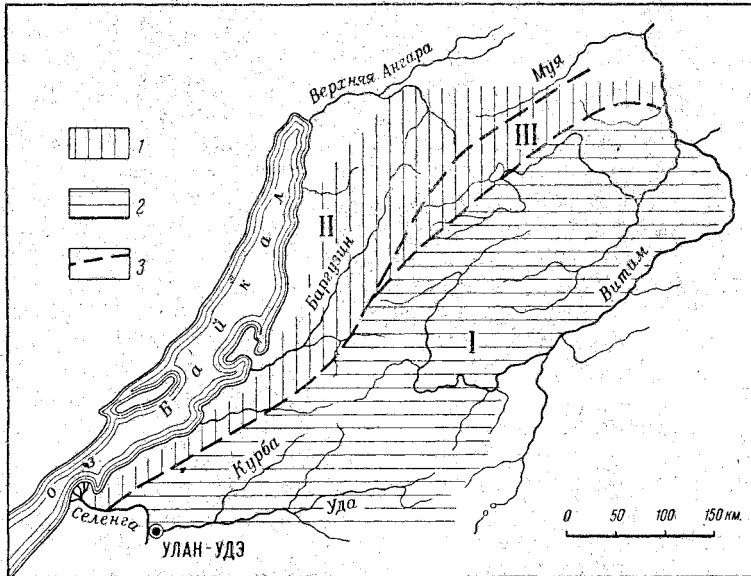 Верхняя Ангара
Муя
1
2
3
III
II
Баргузин
Витим
I
оз. Байкал
Курба
Уда
Селенга
УЛАН-УДЭ
0 50 100 150 км.